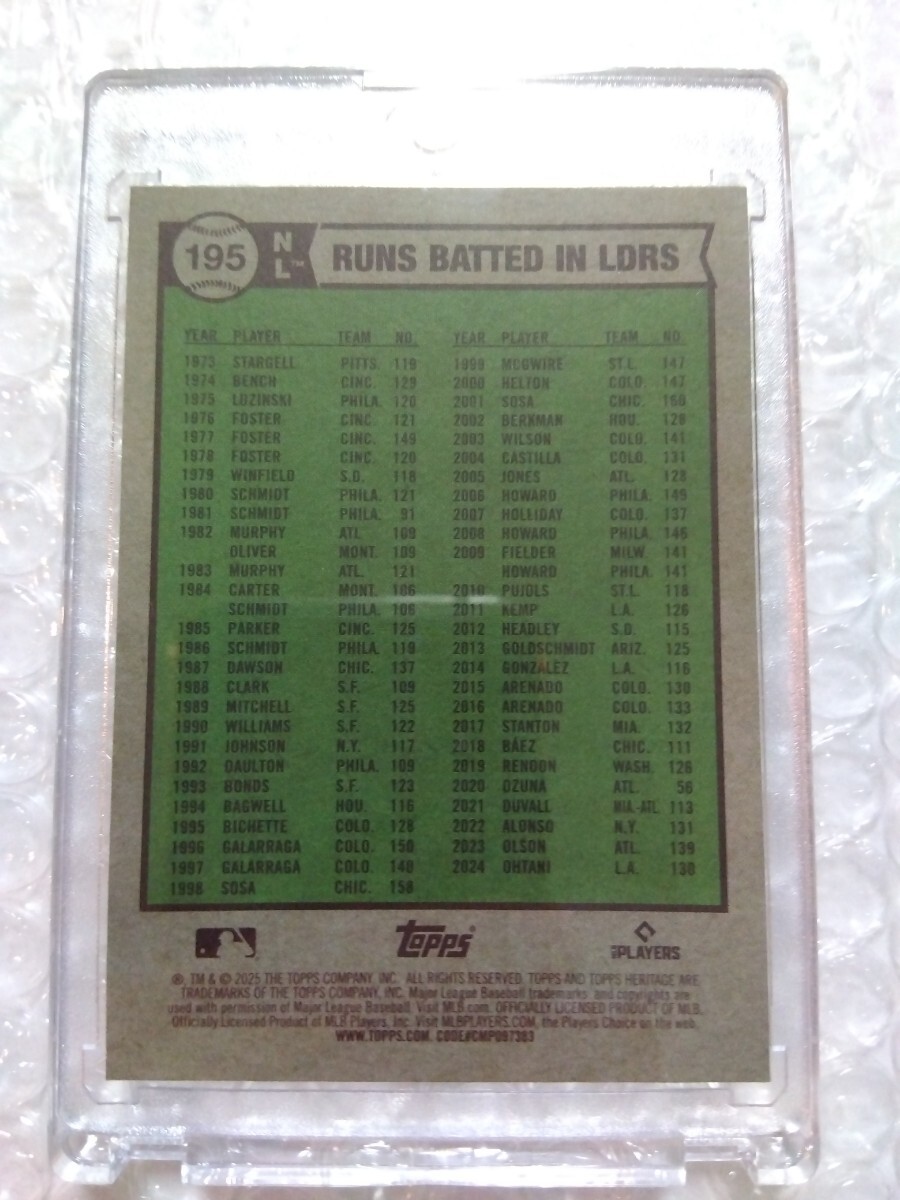 195 NL™ RUNS BATTED IN LDRS
YEAR PLAYER TEAM NO. YEAR PLAYER TEAM NO.
1973 STARGELL PITTS. 119 1999 MCGWIRE ST.L. 147
1974 BENCH CINC. 129 2000 HELTON COLO. 147
1975 LUZINSKI PHILA. 120 2001 SOSA CHIC. 160
1976 FOSTER CINC. 121 2002 BERKMAN HOU. 128
1977 FOSTER CINC. 149 2003 WILSON COLO. 141
1978 FOSTER CINC. 120 2004 CASTILLA COLO. 131
1979 WINFIELD S.D. 118 2005 JONES ATL. 128
1980 SCHMIDT PHILA. 121 2006 HOWARD PHILA. 149
1981 SCHMIDT PHILA. 91 2007 HOLLIDAY COLO. 137
1982 MURPHY ATL. 109 2008 HOWARD PHILA. 146
OLIVER MONT. 109 2009 FIELDER MILW. 141
1983 MURPHY ATL. 121 HOWARD PHILA. 141
1984 CARTER MONT. 106 2010 PUJOLS ST.L. 118
SCHMIDT PHILA. 106 2011 KEMP L.A. 126
1985 PARKER CINC. 125 2012 HEADLEY S.D. 115
1986 SCHMIDT PHILA. 119 2013 GOLDSCHMIDT ARIZ. 125
1987 DAWSON CHIC. 137 2014 GONZÁLEZ L.A. 116
1988 CLARK S.F. 109 2015 ARENADO COLO. 130
1989 MITCHELL S.F. 125 2016 ARENADO COLO. 133
1990 WILLIAMS S.F. 122 2017 STANTON MIA. 132
1991 JOHNSON N.Y. 117 2018 BÁEZ CHIC. 111
1992 DAULTON PHILA. 109 2019 RENDON WASH. 126
1993 BONDS S.F. 123 2020 OZUNA ATL. 56
1994 BAGWELL HOU. 116 2021 DUVALL MIA.-ATL. 113
1995 BICHETTE COLO. 128 2022 ALONSO N.Y. 131
1996 GALARRAGA COLO. 150 2023 OLSON ATL. 139
1997 GALARRAGA COLO. 140 2024 OHTANI L.A. 130
1998 SOSA CHIC. 158
topps PLAYERS
®, TM & © 2025 THE TOPPS COMPANY, INC. ALL RIGHTS RESERVED. TOPPS AND TOPPS HERITAGE ARE
TRADEMARKS OF THE TOPPS COMPANY, INC. Major League Baseball trademarks and copyrights are
used with permission of Major League Baseball. Visit MLB.com. OFFICIALLY LICENSED PRODUCT OF MLB
Officially Licensed Product of MLB Players, Inc. Visit MLBPLAYERS.COM, the Players Choice on the web.
WWW.TOPPS.COM. CODE#CMP097383